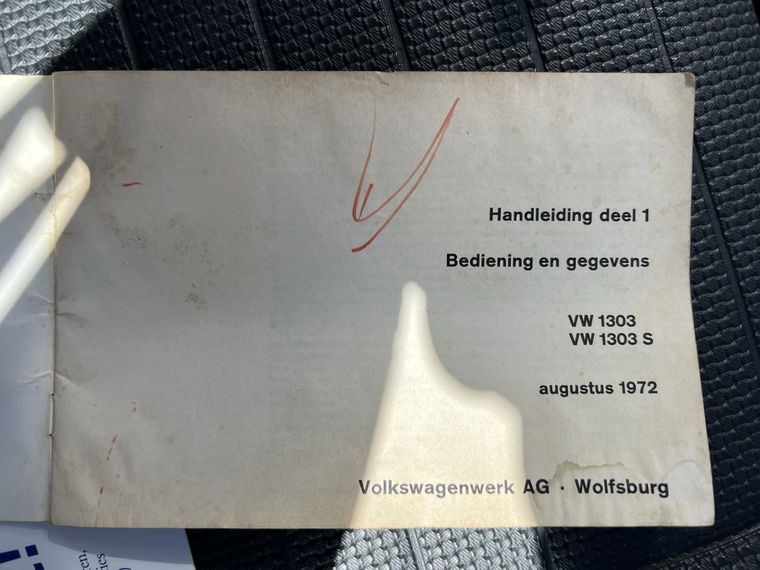 Handleiding deel 1
Bediening en gegevens
VW 1303
VW 1303 S
augustus 1972
Volkswagenwerk AG · Wolfsburg